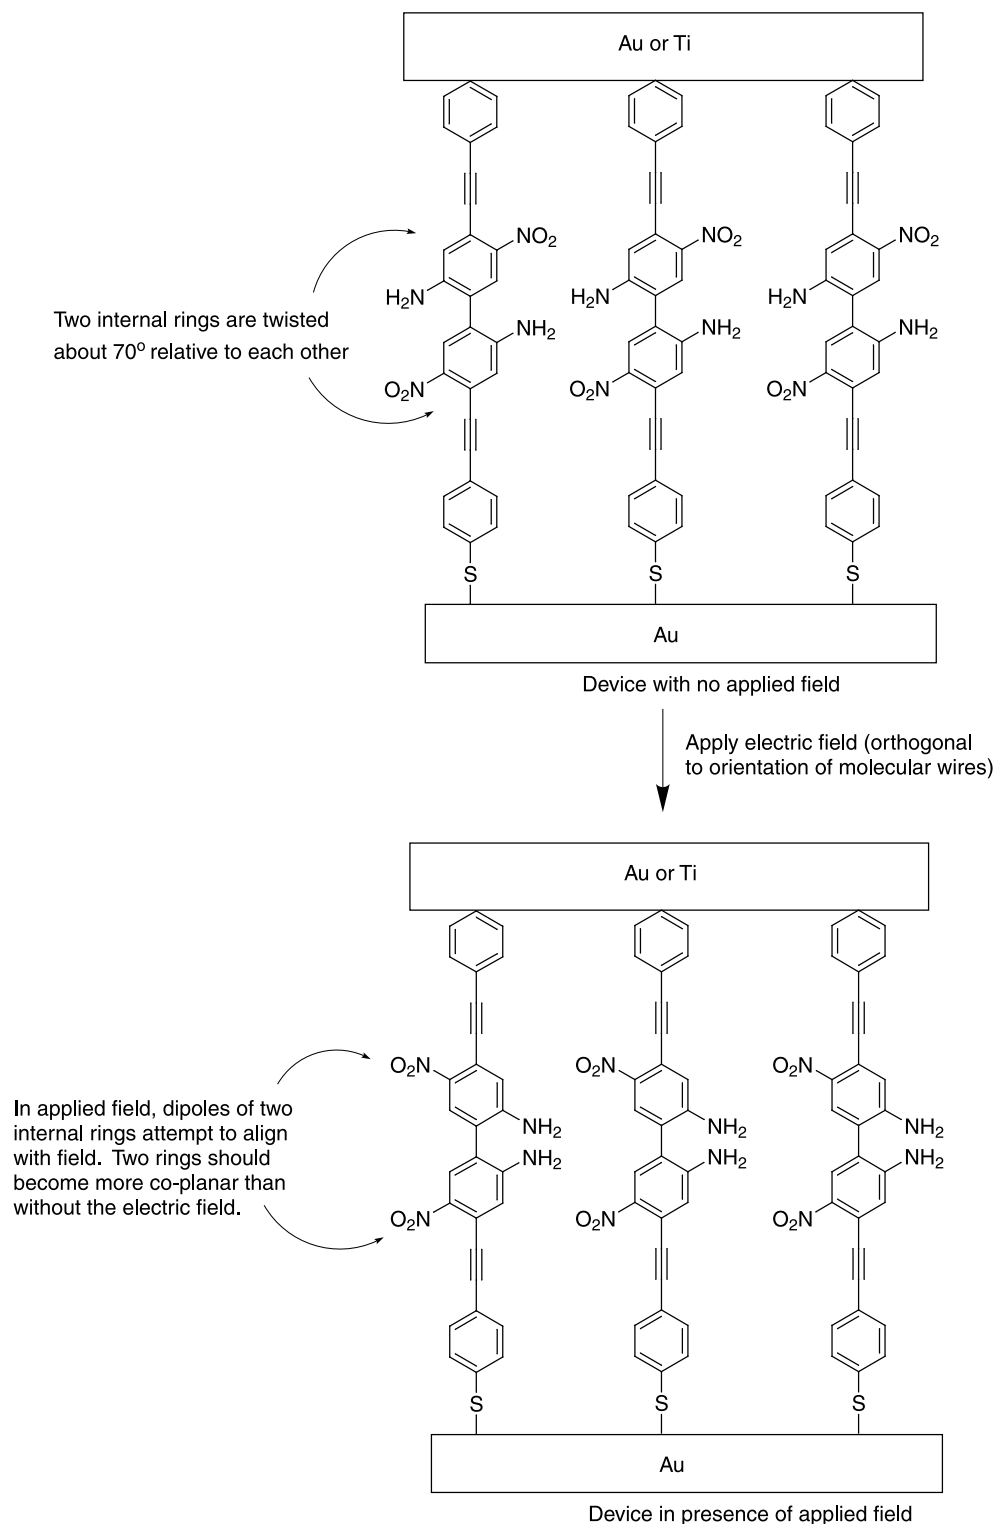 Au or Ti
NO2 NO2 NO2
H2N H2N H2N
Two internal rings are twisted
about 70o relative to each other
NH2 NH2 NH2
O2N O2N O2N
S S S
Au
Device with no applied field
Apply electric field (orthogonal
to orientation of molecular wires)
Au or Ti
O2N O2N O2N
In applied field, dipoles of two
internal rings attempt to align
with field. Two rings should
become more co-planar than
without the electric field.
NH2 NH2 NH2
NH2 NH2 NH2
O2N O2N O2N
S S S
Au
Device in presence of applied field